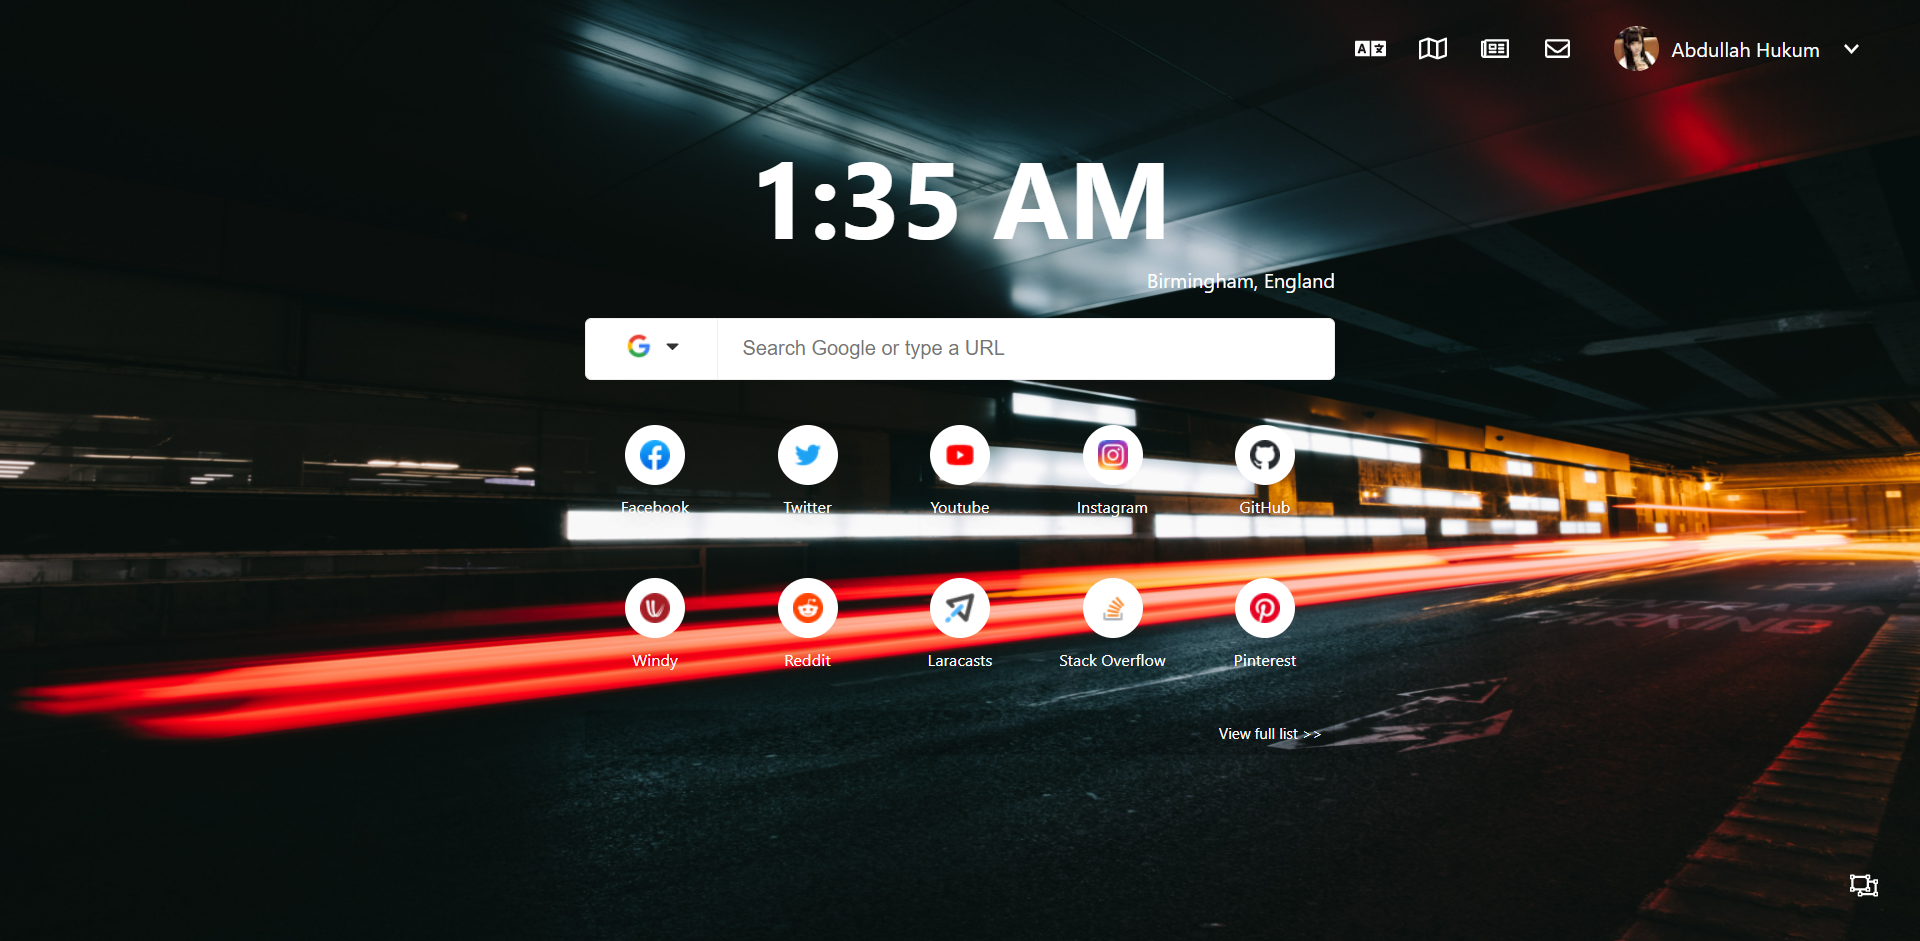 Abdullah Hukum
1:35 AM
Birmingham, England
Search Google or type a URL
Facebook
Twitter
Youtube
Instagram
GitHub
Windy
Reddit
Laracasts
Stack Overflow
Pinterest
View full list >>
PARKING